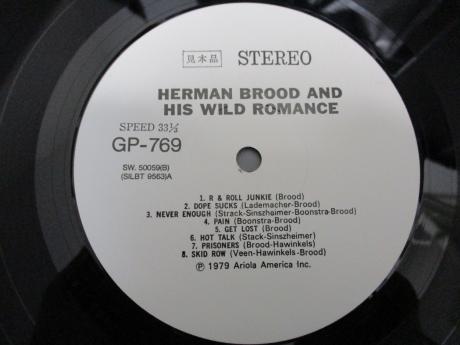 見本品 STEREO
HERMAN BROOD AND
HIS WILD ROMANCE
SPEED 33⅓
GP-769
SW. 50059(B)
(SILBT 9563)A
1. R & ROLL JUNKIE (Brood)
2. DOPE SUCKS (Lademacher-Brood)
3. NEVER ENOUGH (Strack-Sinszheimer-Boonstra-Brood)
4. PAIN (Boonstra-Brood)
5. GET LOST (Brood)
6. HOT TALK (Stack-Sinszheimer)
7. PRISONERS (Brood-Hawinkels)
8. SKID ROW (Veen-Hawinkels-Brood)
Ⓟ 1979 Ariola America Inc.